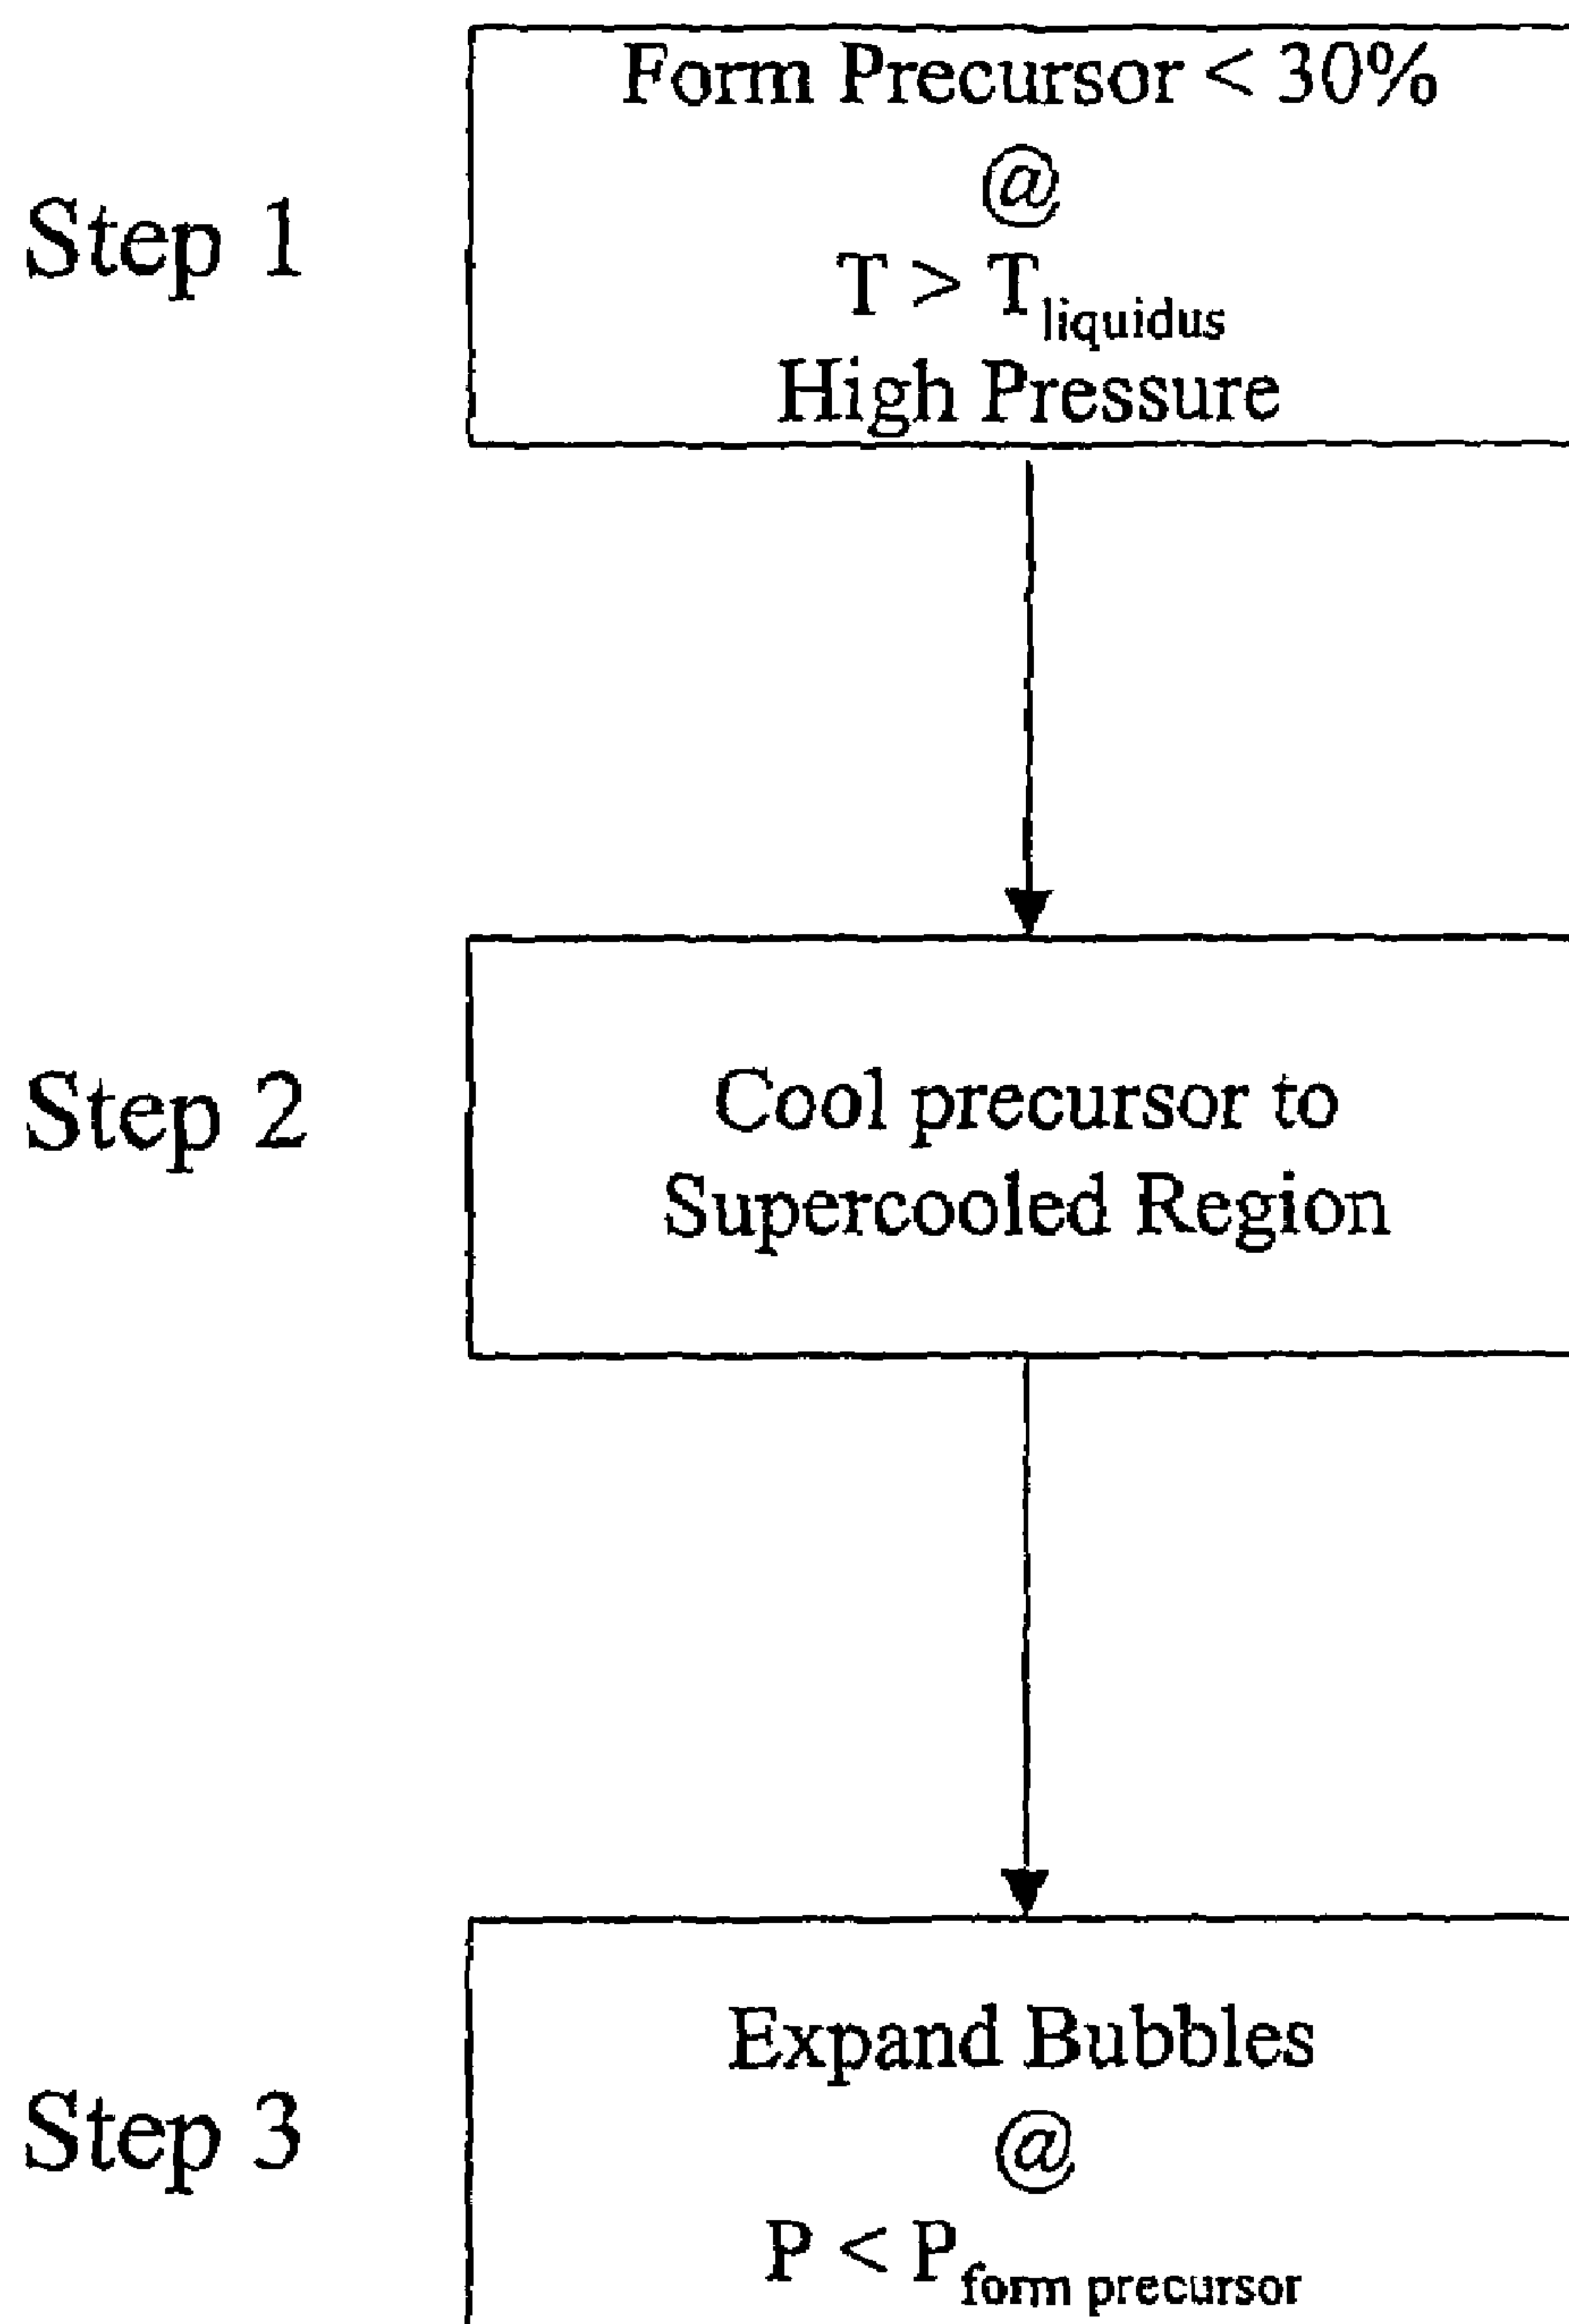 Step 1
Form Precursor < 30%
@
T > T liquidus
High Pressure
Step 2
Cool precursor to
Supercooled Region
Step 3
Expand Bubbles
@
P < P form precursor